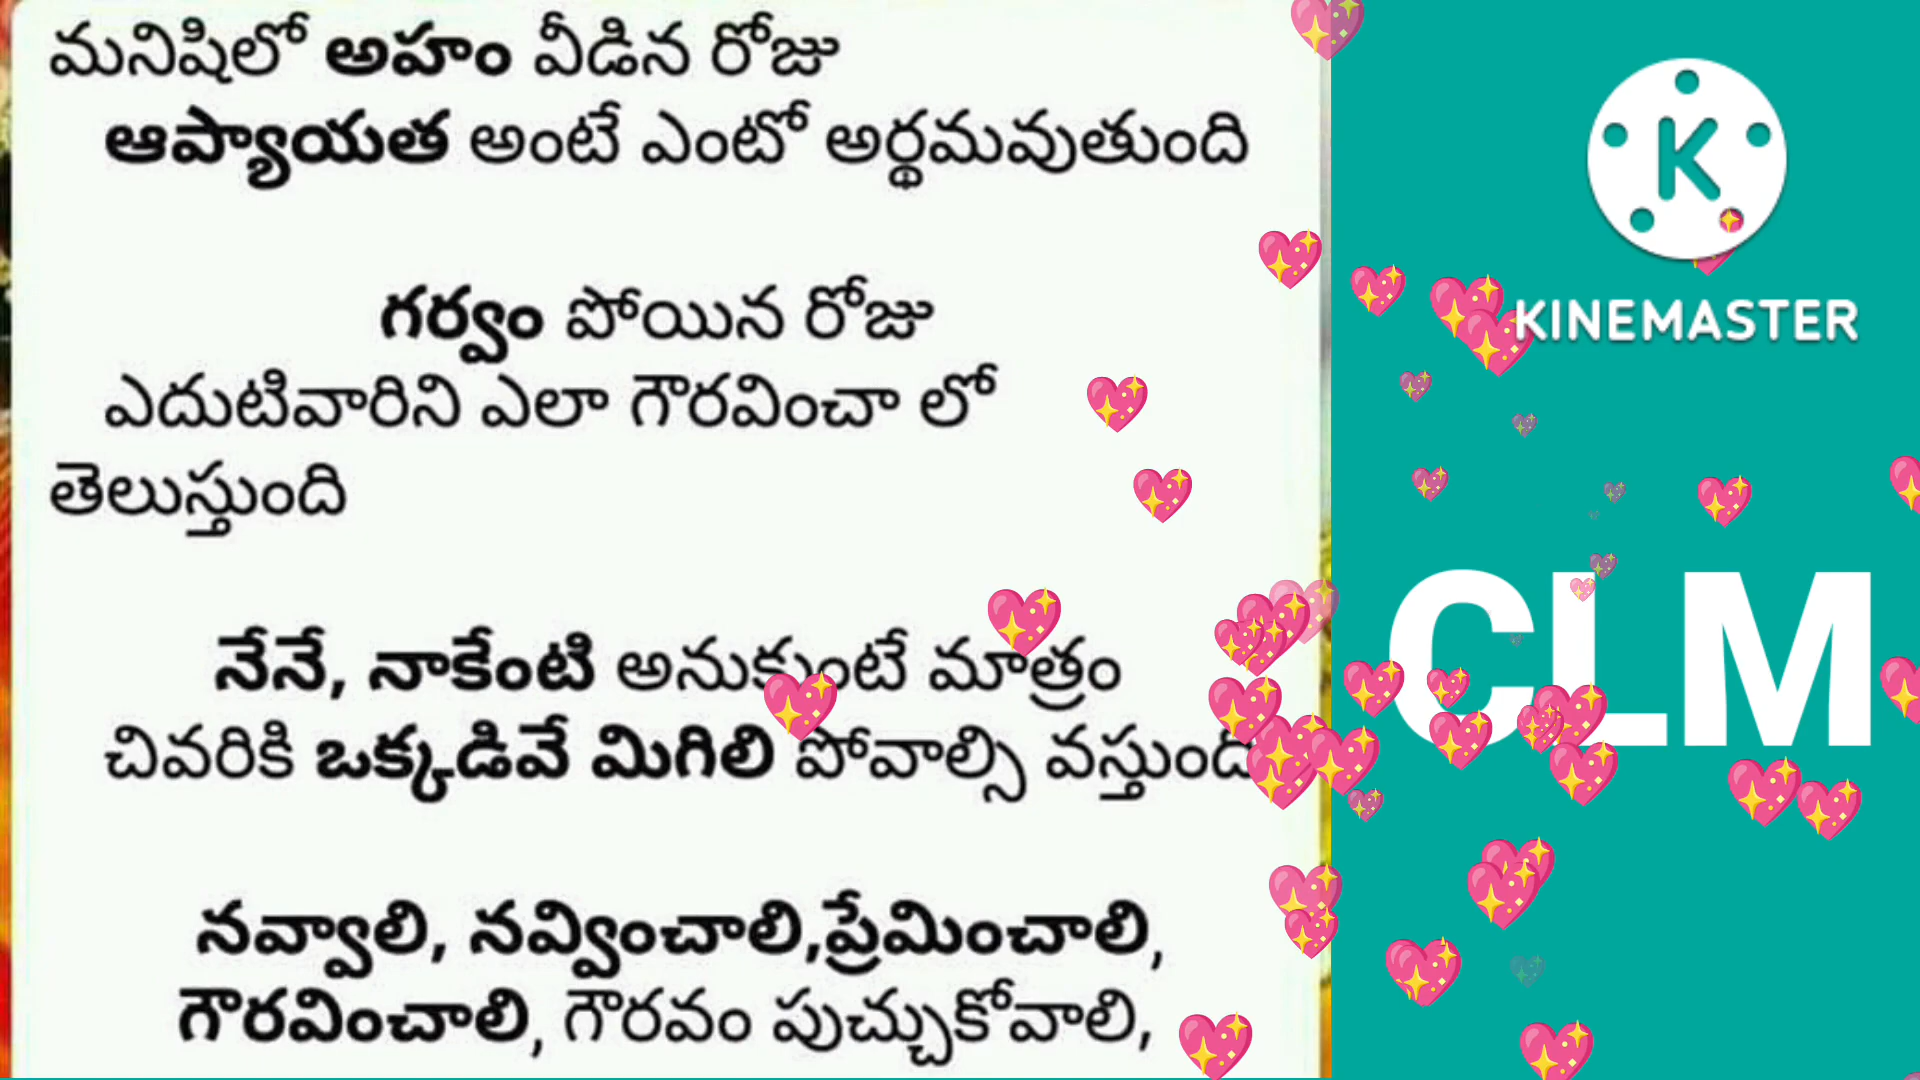 మనిషిలో అహం వీడిన రోజు
ఆప్యాయత అంటే ఎంటో అర్థమవుతుంది
గర్వం పోయిన రోజు
ఎదుటివారిని ఎలా గౌరవించా లో
తెలుస్తుంది
నేనే, నాకేంటి అనుకుంటే మాత్రం
చివరికి ఒక్కడివే మిగిలి పోవాల్సి వస్తుంది
నవ్వాలి, నవ్వించాలి,ప్రేమించాలి,
గౌరవించాలి, గౌరవం పుచ్చుకోవాలి,
K
KINEMASTER
CLM